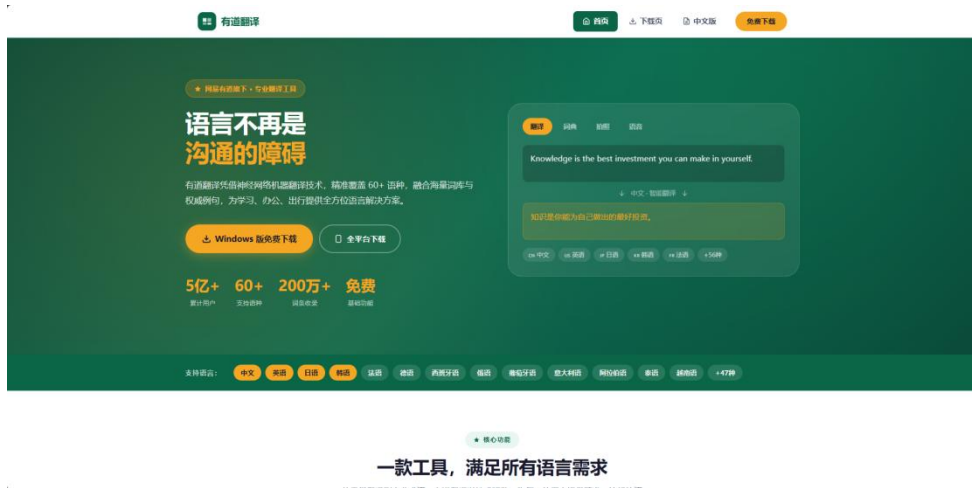 有道翻译
首页
下载页
中文版
免费下载
★ 网易有道旗下·专业翻译工具
语言不再是
沟通的障碍
有道翻译凭借神经网络机器翻译技术，精准覆盖 60+ 语种，融合海量词库与
权威例句，为学习、办公、出行提供全方位语言解决方案。
Windows 版免费下载
全平台下载
5亿+
累计用户
60+
支持语种
200万+
词条收录
免费
基础功能
翻译 词典 拍照 语音
Knowledge is the best investment you can make in yourself.
↓ 中文·智能翻译 ↓
知识是你能为自己做出的最好投资。
CN 中文 日语 KR 韩语 FR 法语 +56种
英语
支持语言：
中文 英语 日语 韩语 法语 德语 西班牙语 俄语 葡萄牙语 意大利语 阿拉伯语 泰语 越南语 +47种
★ 核心功能
一款工具，满足所有语言需求